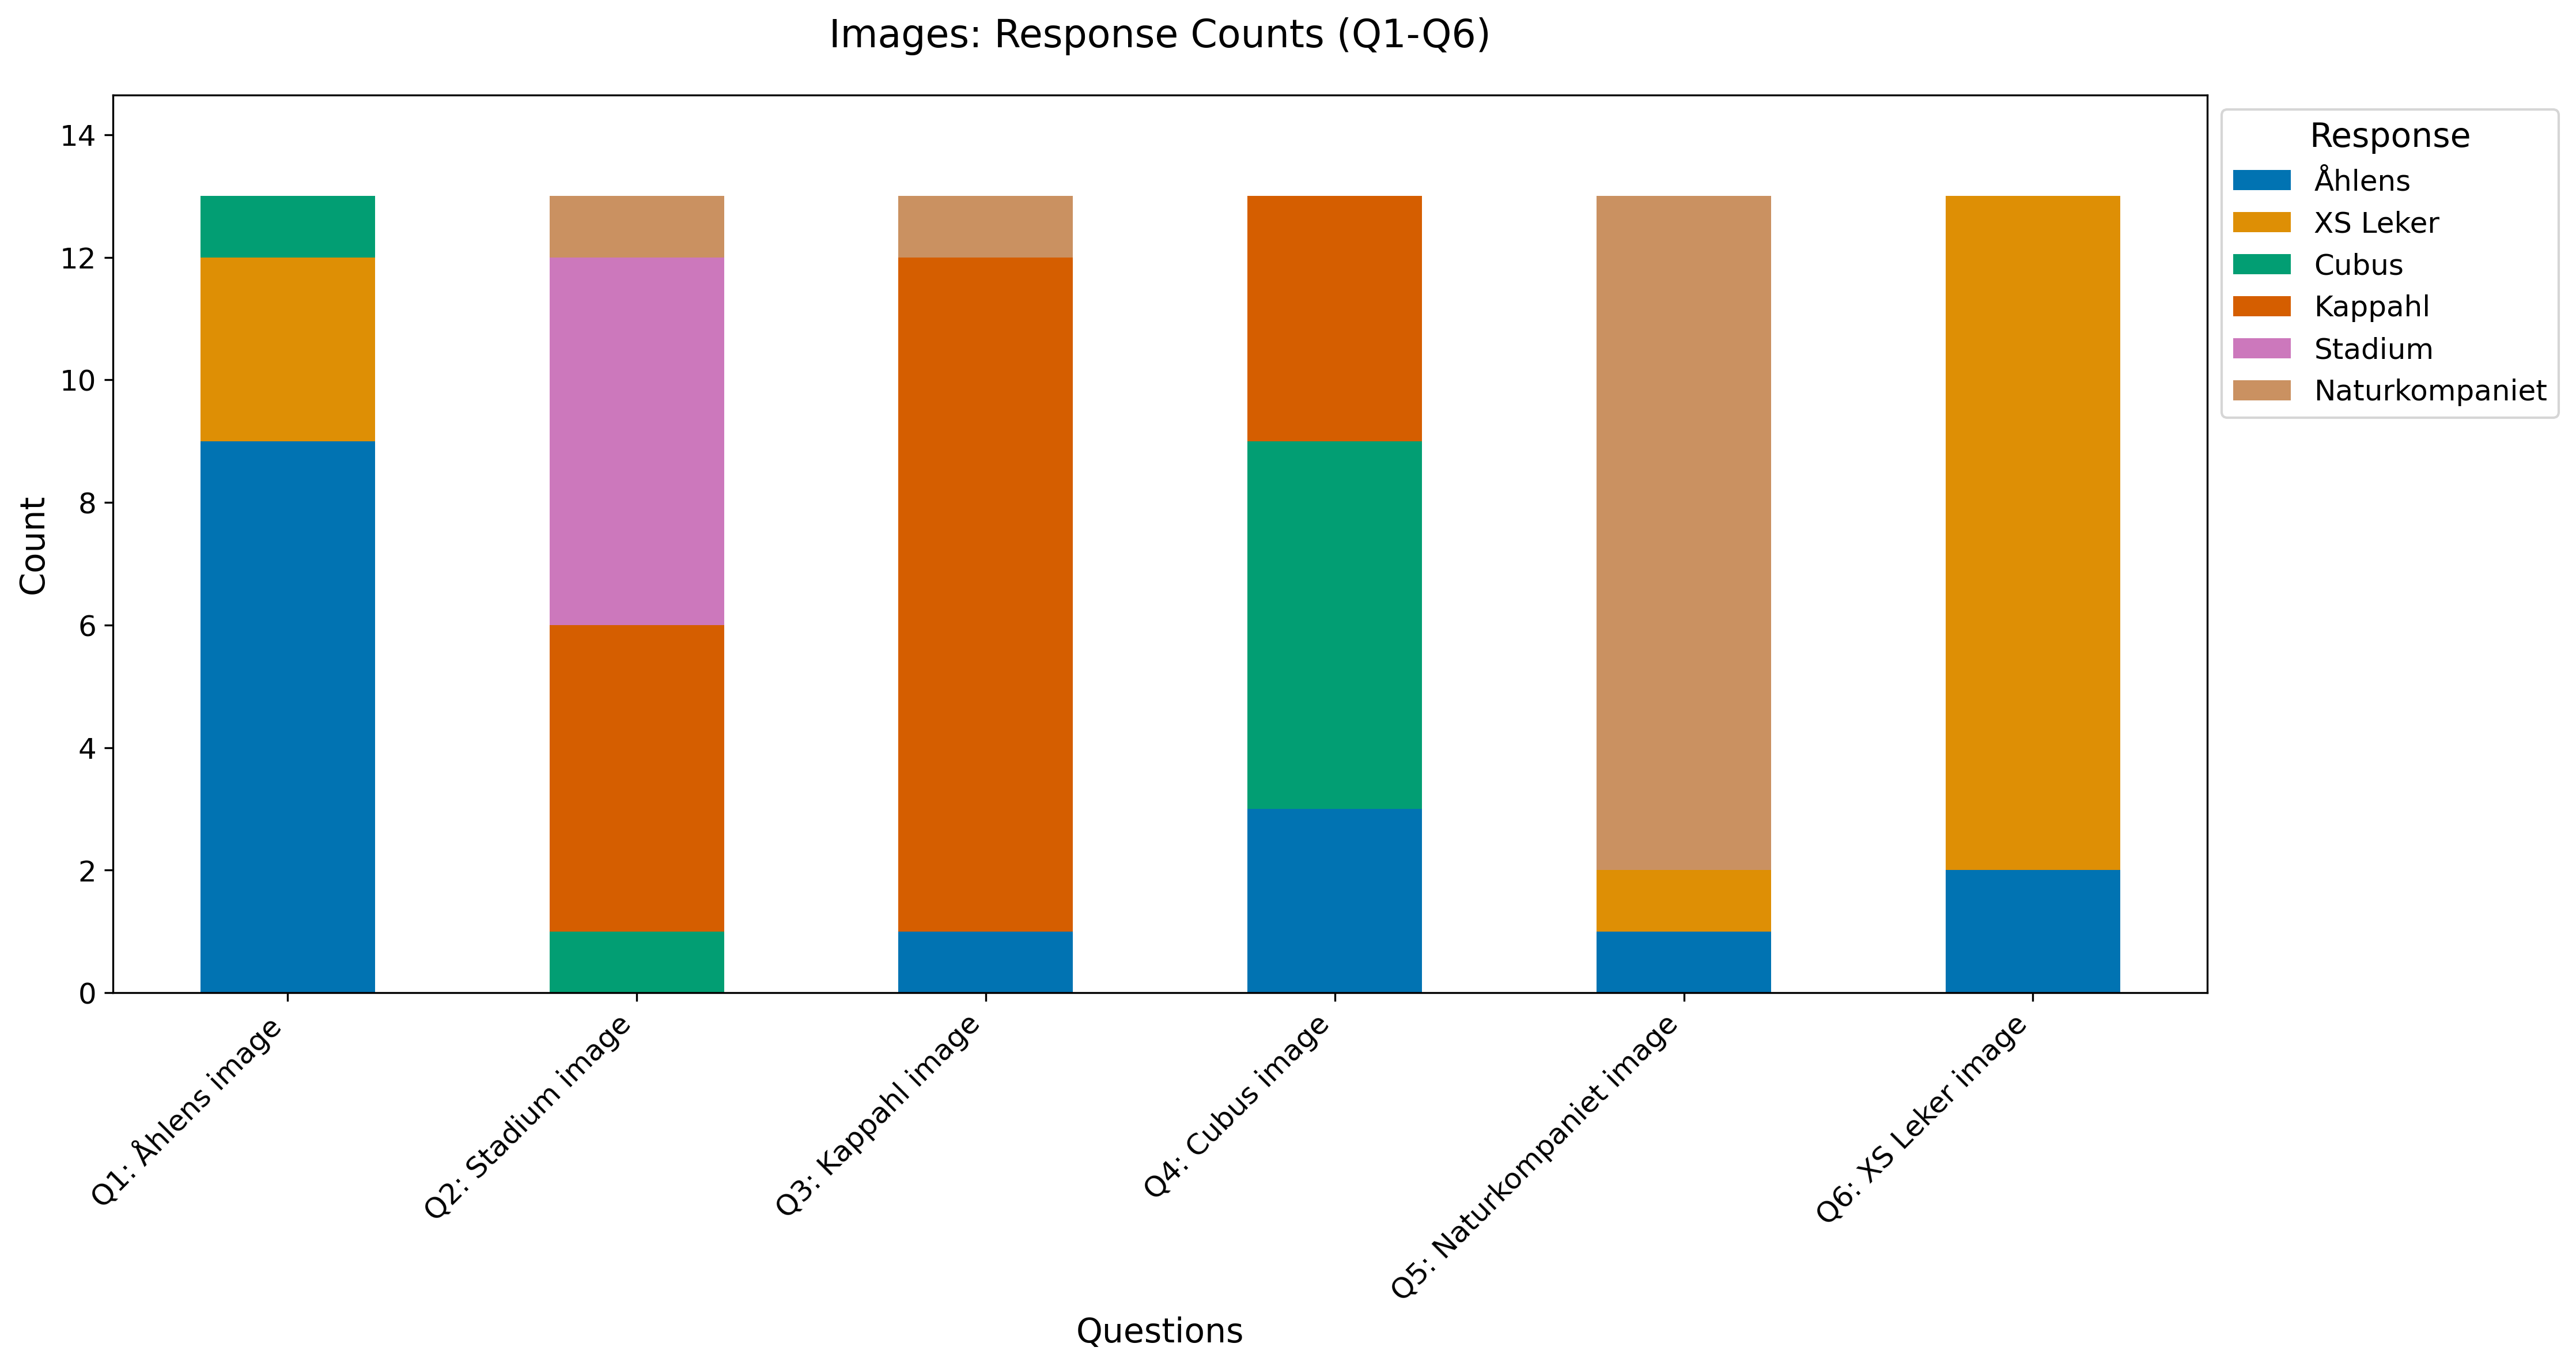 Images: Response Counts (Q1-Q6)
14
12
10
8
6
4
2
0
Count
Q1: Åhlens image
Q2: Stadium image
Q3: Kappahl image
Q4: Cubus image
Q5: Naturkompaniet image
Q6: XS Leker image
Questions
Response
Åhlens
XS Leker
Cubus
Kappahl
Stadium
Naturkompaniet